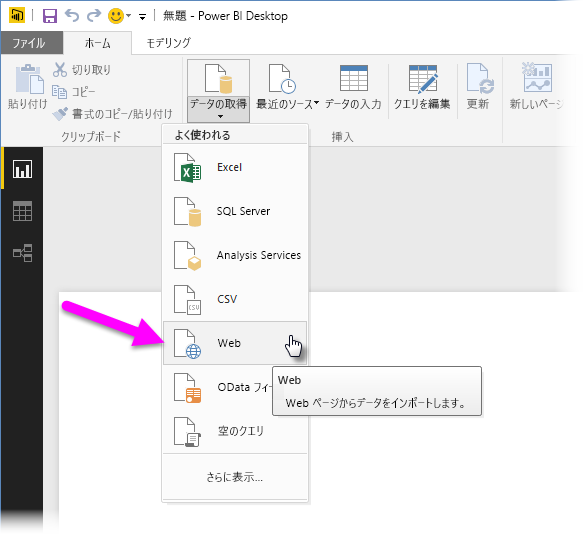 無題 - Power BI Desktop
ファイル
ホーム
モデリング
貼り付け
切り取り
コピー
書式のコピー/貼り付け
クリップボード
データの取得
最近のソース
データの入力
クエリを編集
更新
新しいページ
挿入
よく使われる
Excel
SQL Server
Analysis Services
CSV
Web
OData フィー
空のクエリ
さらに表示...
Web
Web ページからデータをインポートします。